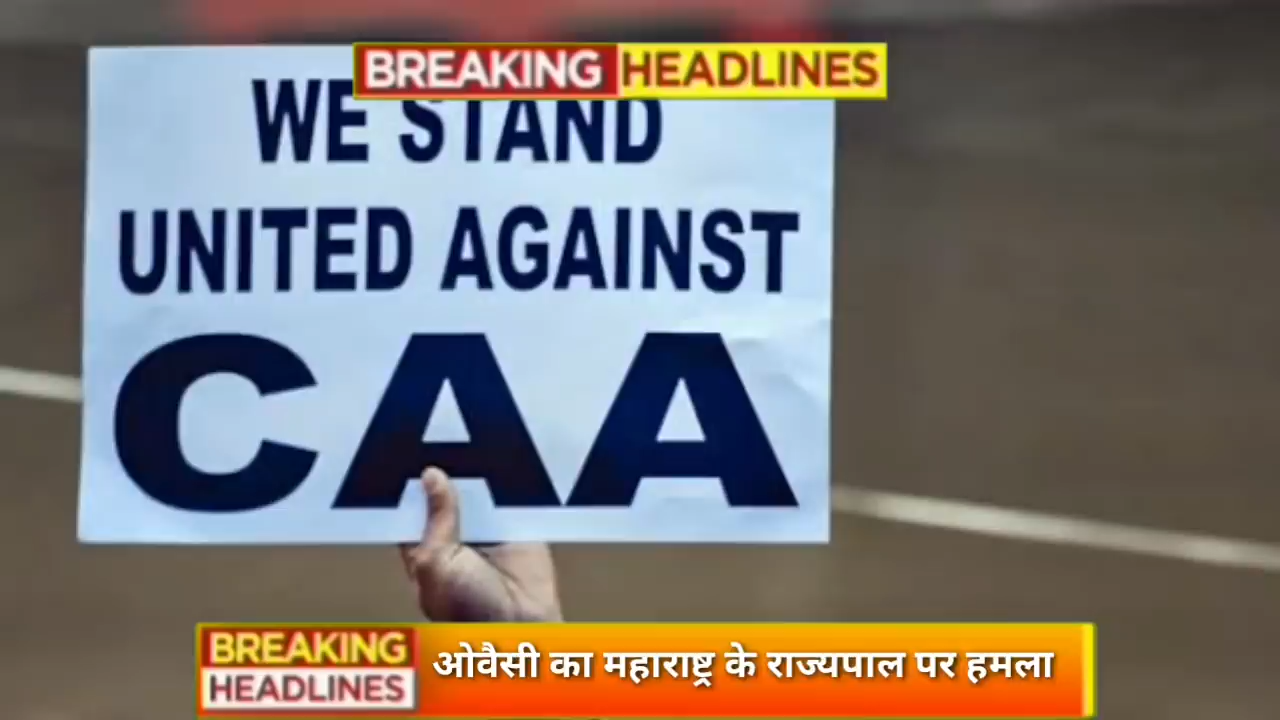 BREAKING HEADLINES
WE STAND
UNITED AGAINST
CAA
BREAKING
HEADLINES
ओवैसी का महाराष्ट्र के राज्यपाल पर हमला